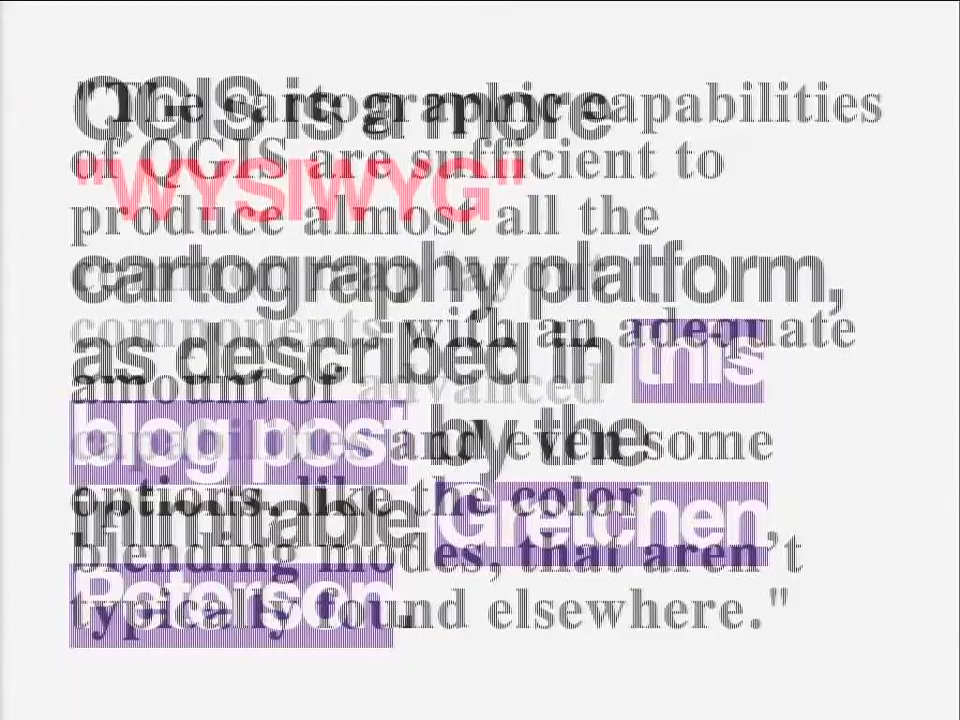 QGIS is a more
"WYSIWYG"
cartography platform,
as described in this
blog post by the
inimitable Gretchen
Peterson.
"The cartographic capabilities
of QGIS are sufficient to
produce almost all the
map layout
components with an adequate
amount of advanced
capabilities and even some
options, like the color
blending modes, that aren't
typically found elsewhere."